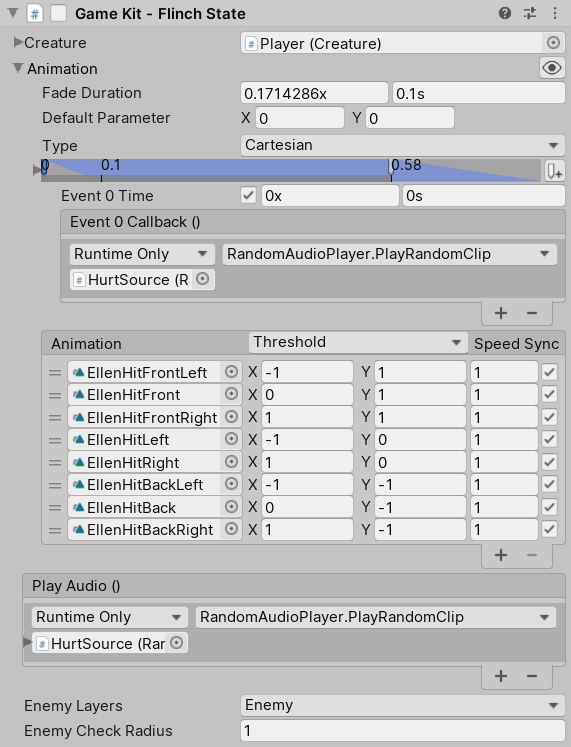 Game Kit - Flinch State
Creature Player (Creature)
Animation
Fade Duration 0.1714286x 0.1s
Default Parameter X 0 Y 0
Type Cartesian
0 0.1 0.58
Event 0 Time 0x 0s
Event 0 Callback ()
Runtime Only RandomAudioPlayer.PlayRandomClip
HurtSource (R
Animation Threshold Speed Sync
EllenHitFrontLeft X -1 Y 1 1
EllenHitFront X 0 Y 1 1
EllenHitFrontRight X 1 Y 1 1
EllenHitLeft X -1 Y 0 1
EllenHitRight X 1 Y 0 1
EllenHitBackLeft X -1 Y -1 1
EllenHitBack X 0 Y -1 1
EllenHitBackRight X 1 Y -1 1
Play Audio ()
Runtime Only RandomAudioPlayer.PlayRandomClip
HurtSource (Rar
Enemy Layers Enemy
Enemy Check Radius 1